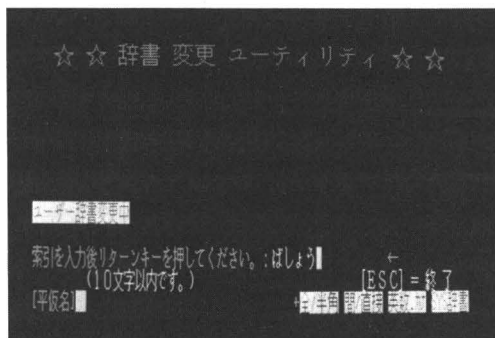 ☆ ☆ 辞書 変更 ユーティリティ ☆ ☆
ユーザー辞書変更中
索引を入力後リターンキーを押してください。:ばしょう
←
(10文字以内です。)
[ESC] = 終了
[平仮名]
全/半角